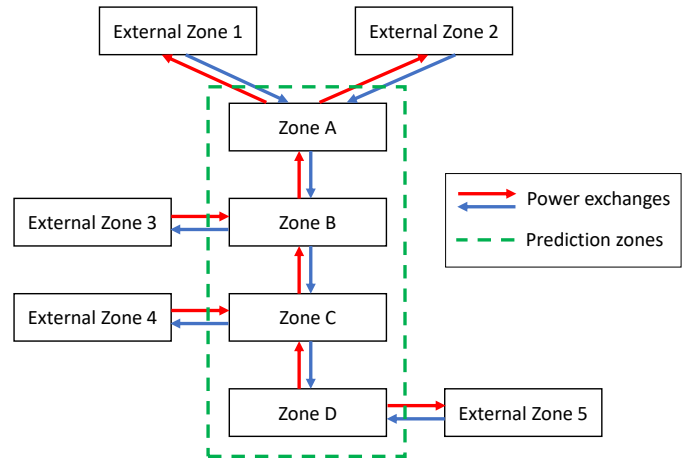 External Zone 1
External Zone 2
Zone A
External Zone 3
Zone B
Power exchanges
Prediction zones
External Zone 4
Zone C
Zone D
External Zone 5